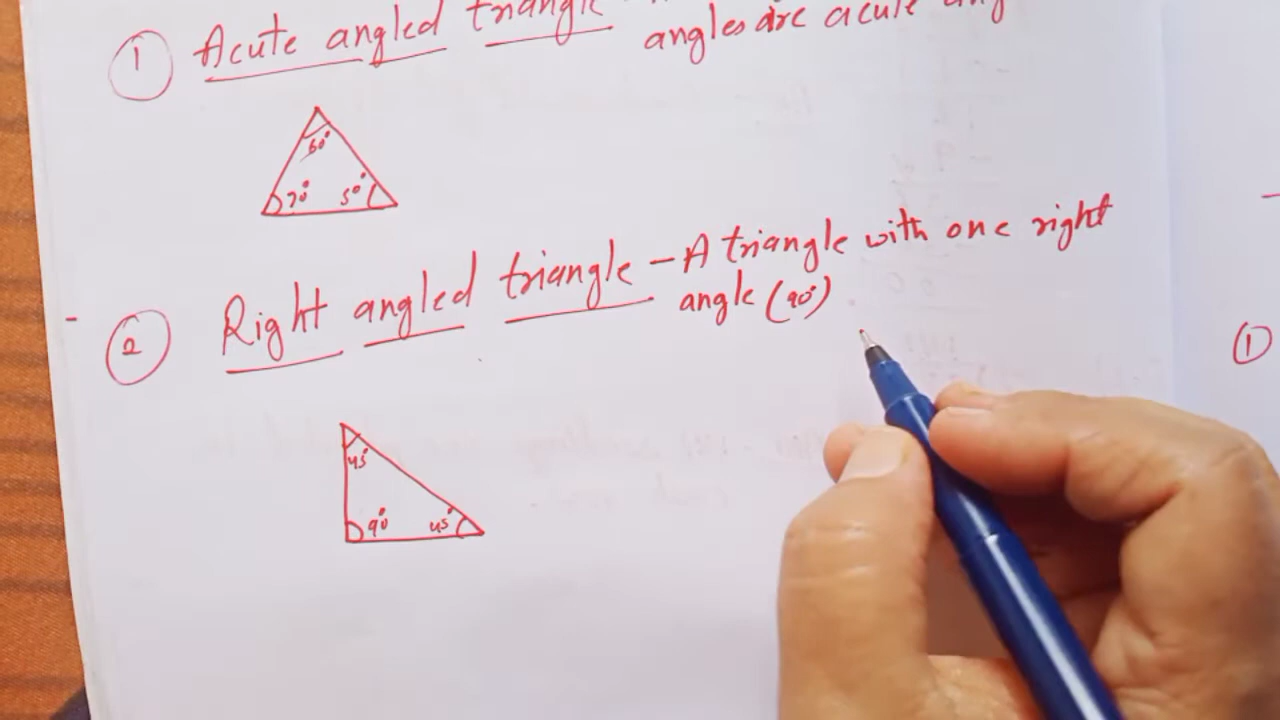 ① Acute angled triangle
angles are acute
60°
70° 50°
② Right angled triangle – A triangle with one right
angle (90°)
45°
90° 45°
①